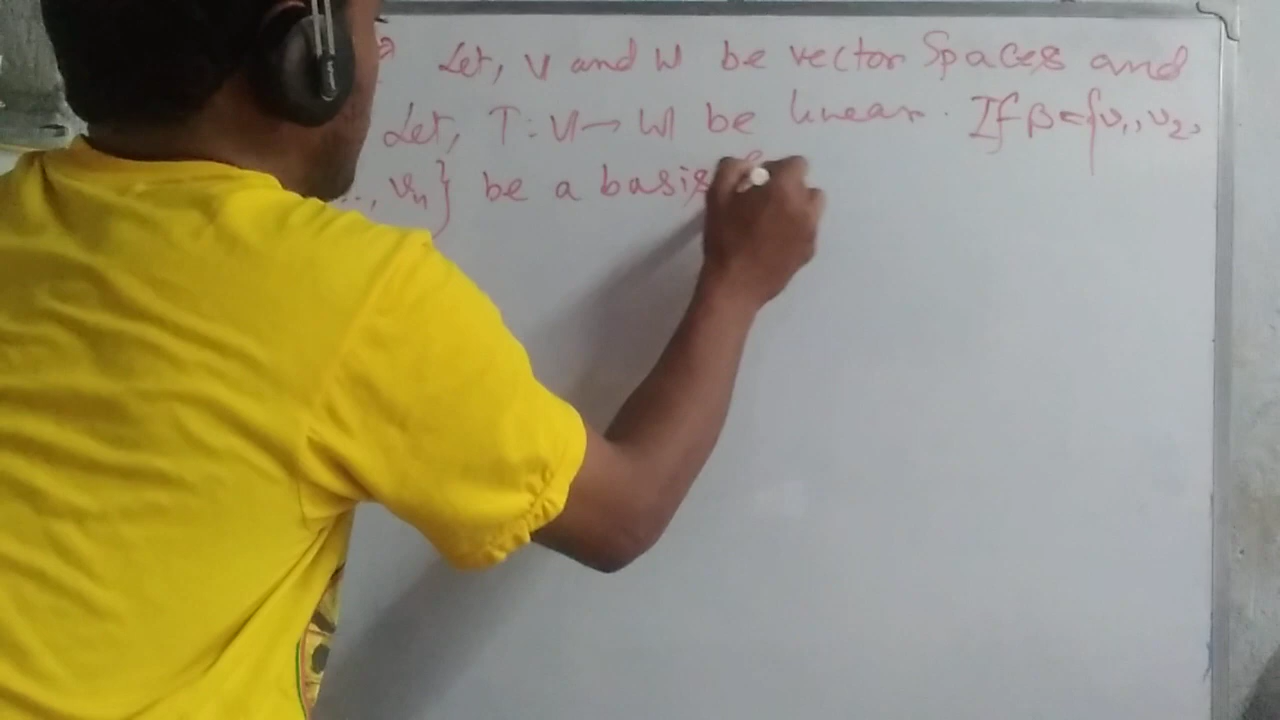 Let, V and W be vector Spaces and
Let, T: V → W be linear. If β = {v₁, v₂,
.., vₙ} be a basis